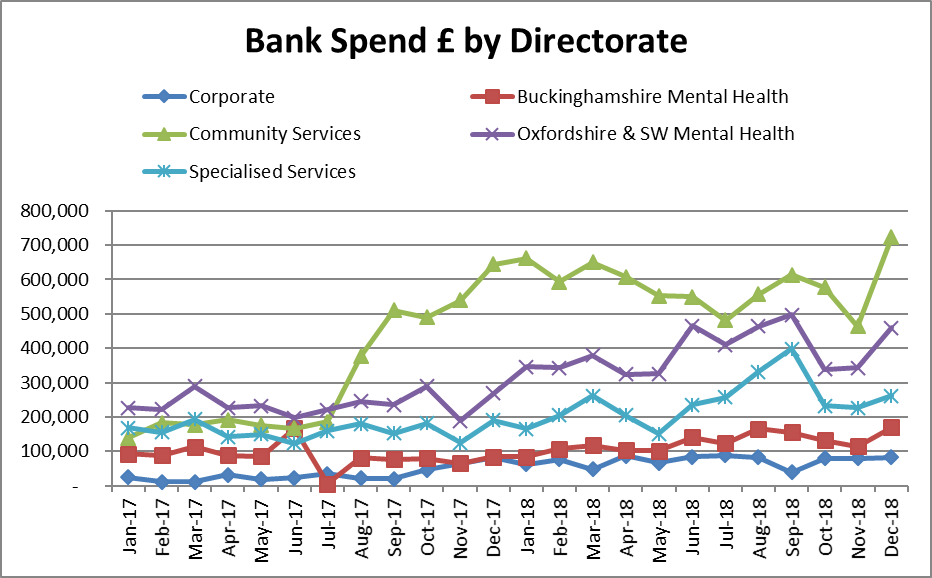 Bank Spend £ by Directorate
Corporate
Buckinghamshire Mental Health
Community Services
Oxfordshire & SW Mental Health
Specialised Services
800,000
700,000
600,000
500,000
400,000
300,000
200,000
100,000
-
Jan-17
Feb-17
Mar-17
Apr-17
May-17
Jun-17
Jul-17
Aug-17
Sep-17
Oct-17
Nov-17
Dec-17
Jan-18
Feb-18
Mar-18
Apr-18
May-18
Jun-18
Jul-18
Aug-18
Sep-18
Oct-18
Nov-18
Dec-18